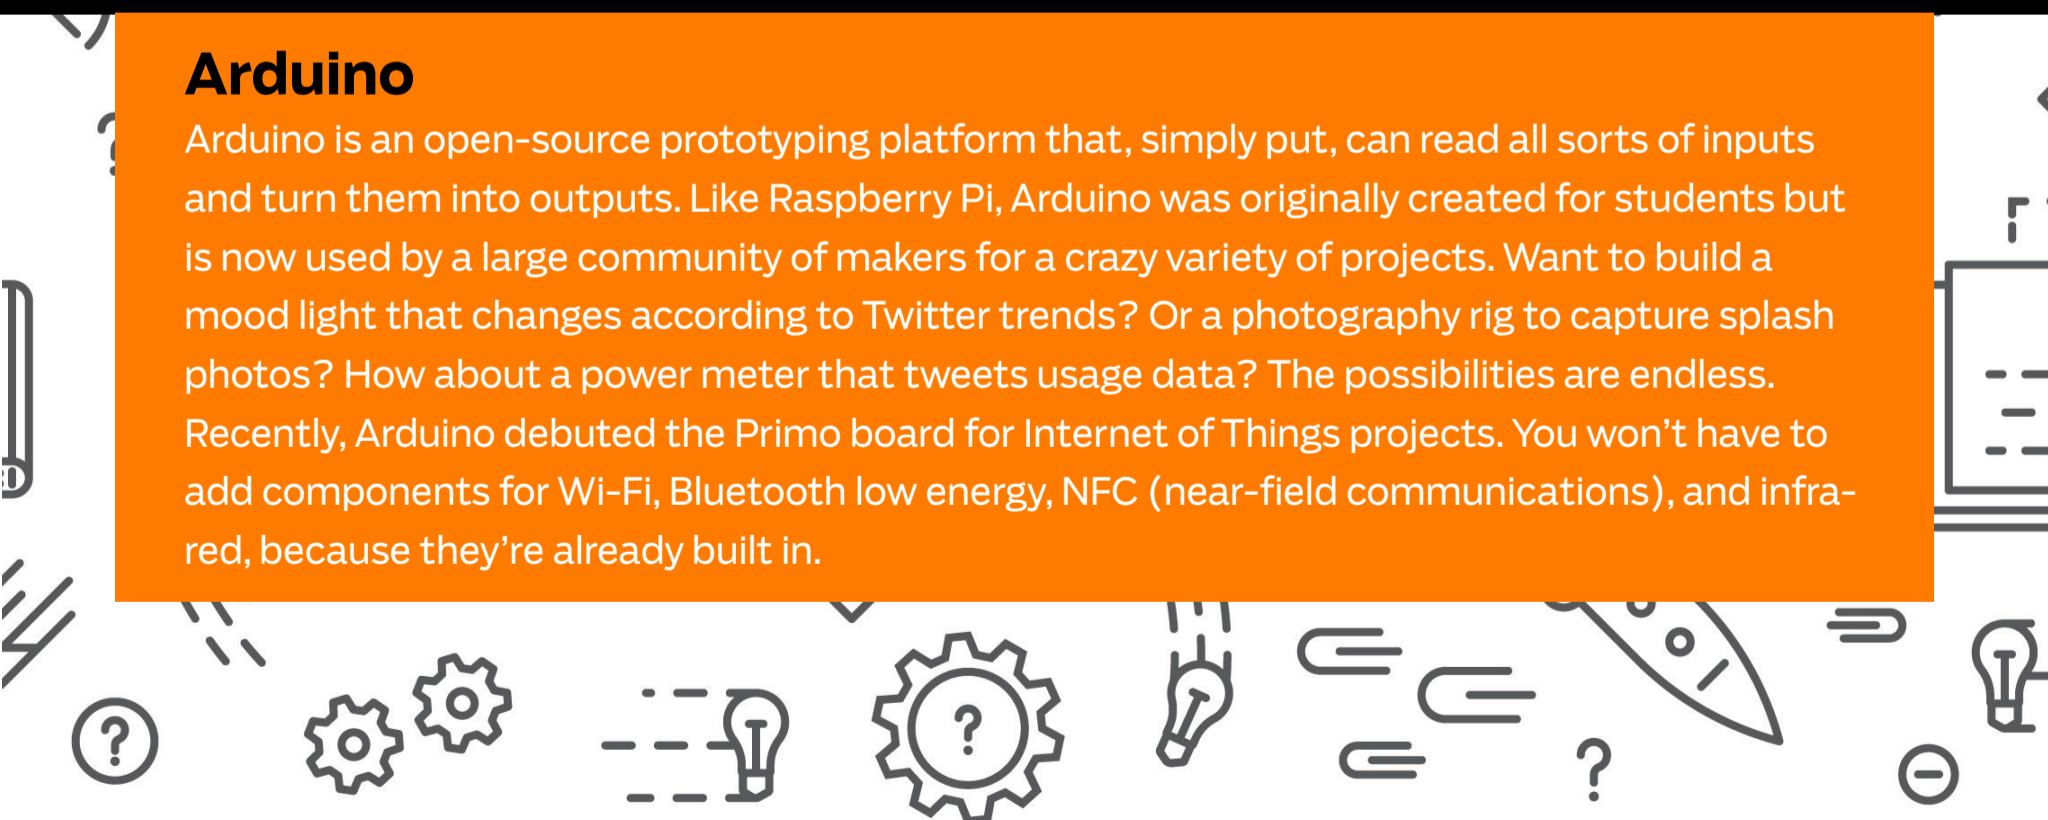 Arduino
Arduino is an open-source prototyping platform that, simply put, can read all sorts of inputs
and turn them into outputs. Like Raspberry Pi, Arduino was originally created for students but
is now used by a large community of makers for a crazy variety of projects. Want to build a
mood light that changes according to Twitter trends? Or a photography rig to capture splash
photos? How about a power meter that tweets usage data? The possibilities are endless.
Recently, Arduino debuted the Primo board for Internet of Things projects. You won’t have to
add components for Wi-Fi, Bluetooth low energy, NFC (near-field communications), and infra-
red, because they’re already built in.